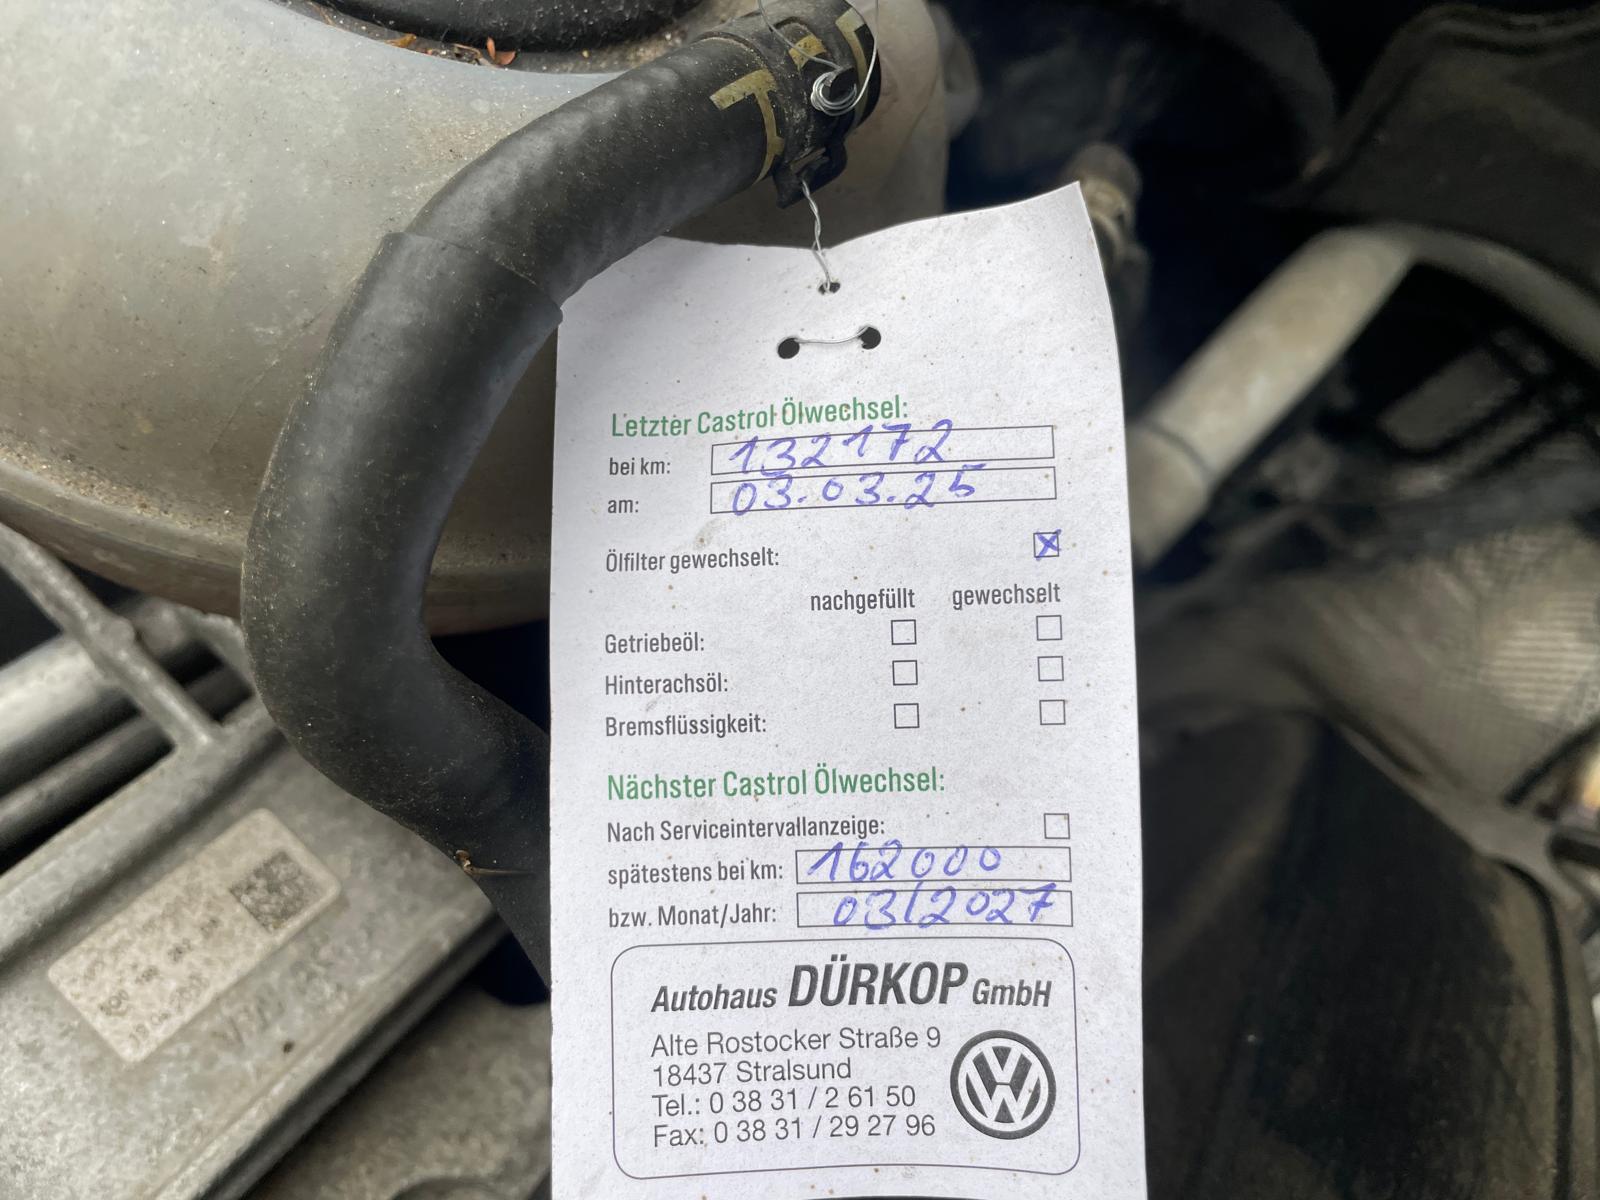 Letzter Castrol Ölwechsel:
bei km: 132172
am: 03.03.25
Ölfilter gewechselt: X
nachgefüllt gewechselt
Getriebeöl:
Hinterachsöl:
Bremsflüssigkeit:
Nächster Castrol Ölwechsel:
Nach Serviceintervallanzeige:
spätestens bei km: 162000
bzw. Monat/Jahr: 03/2027
Autohaus DÜRKOP GmbH
Alte Rostocker Straße 9
18437 Stralsund
Tel.: 0 38 31 / 2 61 50
Fax: 0 38 31 / 29 27 96